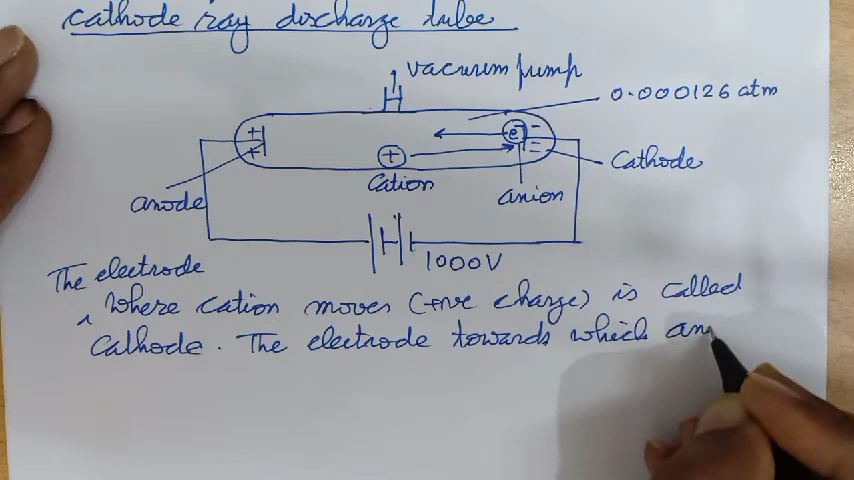 cathode ray discharge tube
vacuum pump
0.000126 atm
+
+
e-
Cathode
+
Cation
anion
anode
1000V
The electrode
where cation moves (+ve charge) is called
Cathode. The electrode towards which an